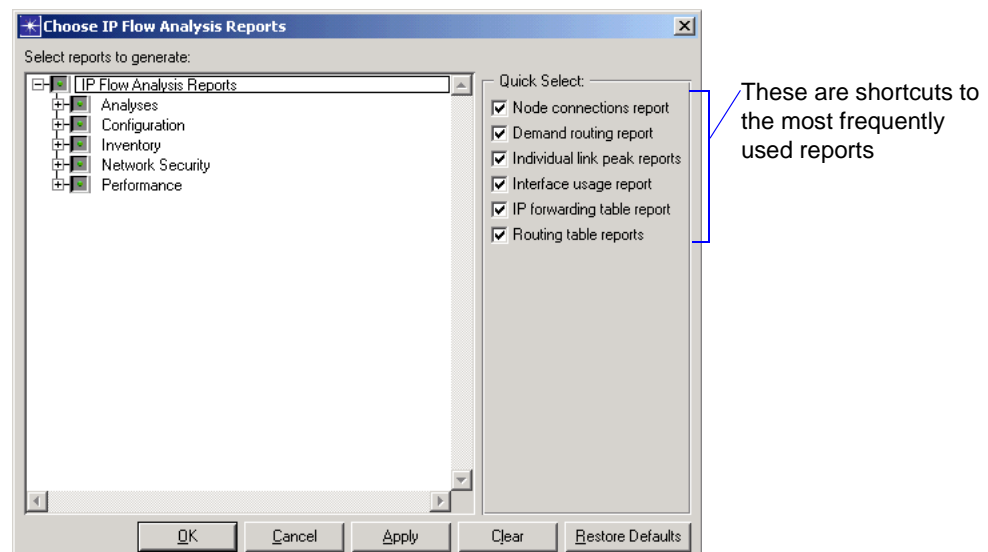 Choose IP Flow Analysis Reports
Select reports to generate:
IP Flow Analysis Reports
Analyses
Configuration
Inventory
Network Security
Performance
Quick Select:
Node connections report
Demand routing report
Individual link peak reports
Interface usage report
IP forwarding table report
Routing table reports
These are shortcuts to
the most frequently
used reports
OK
Cancel
Apply
Clear
Restore Defaults